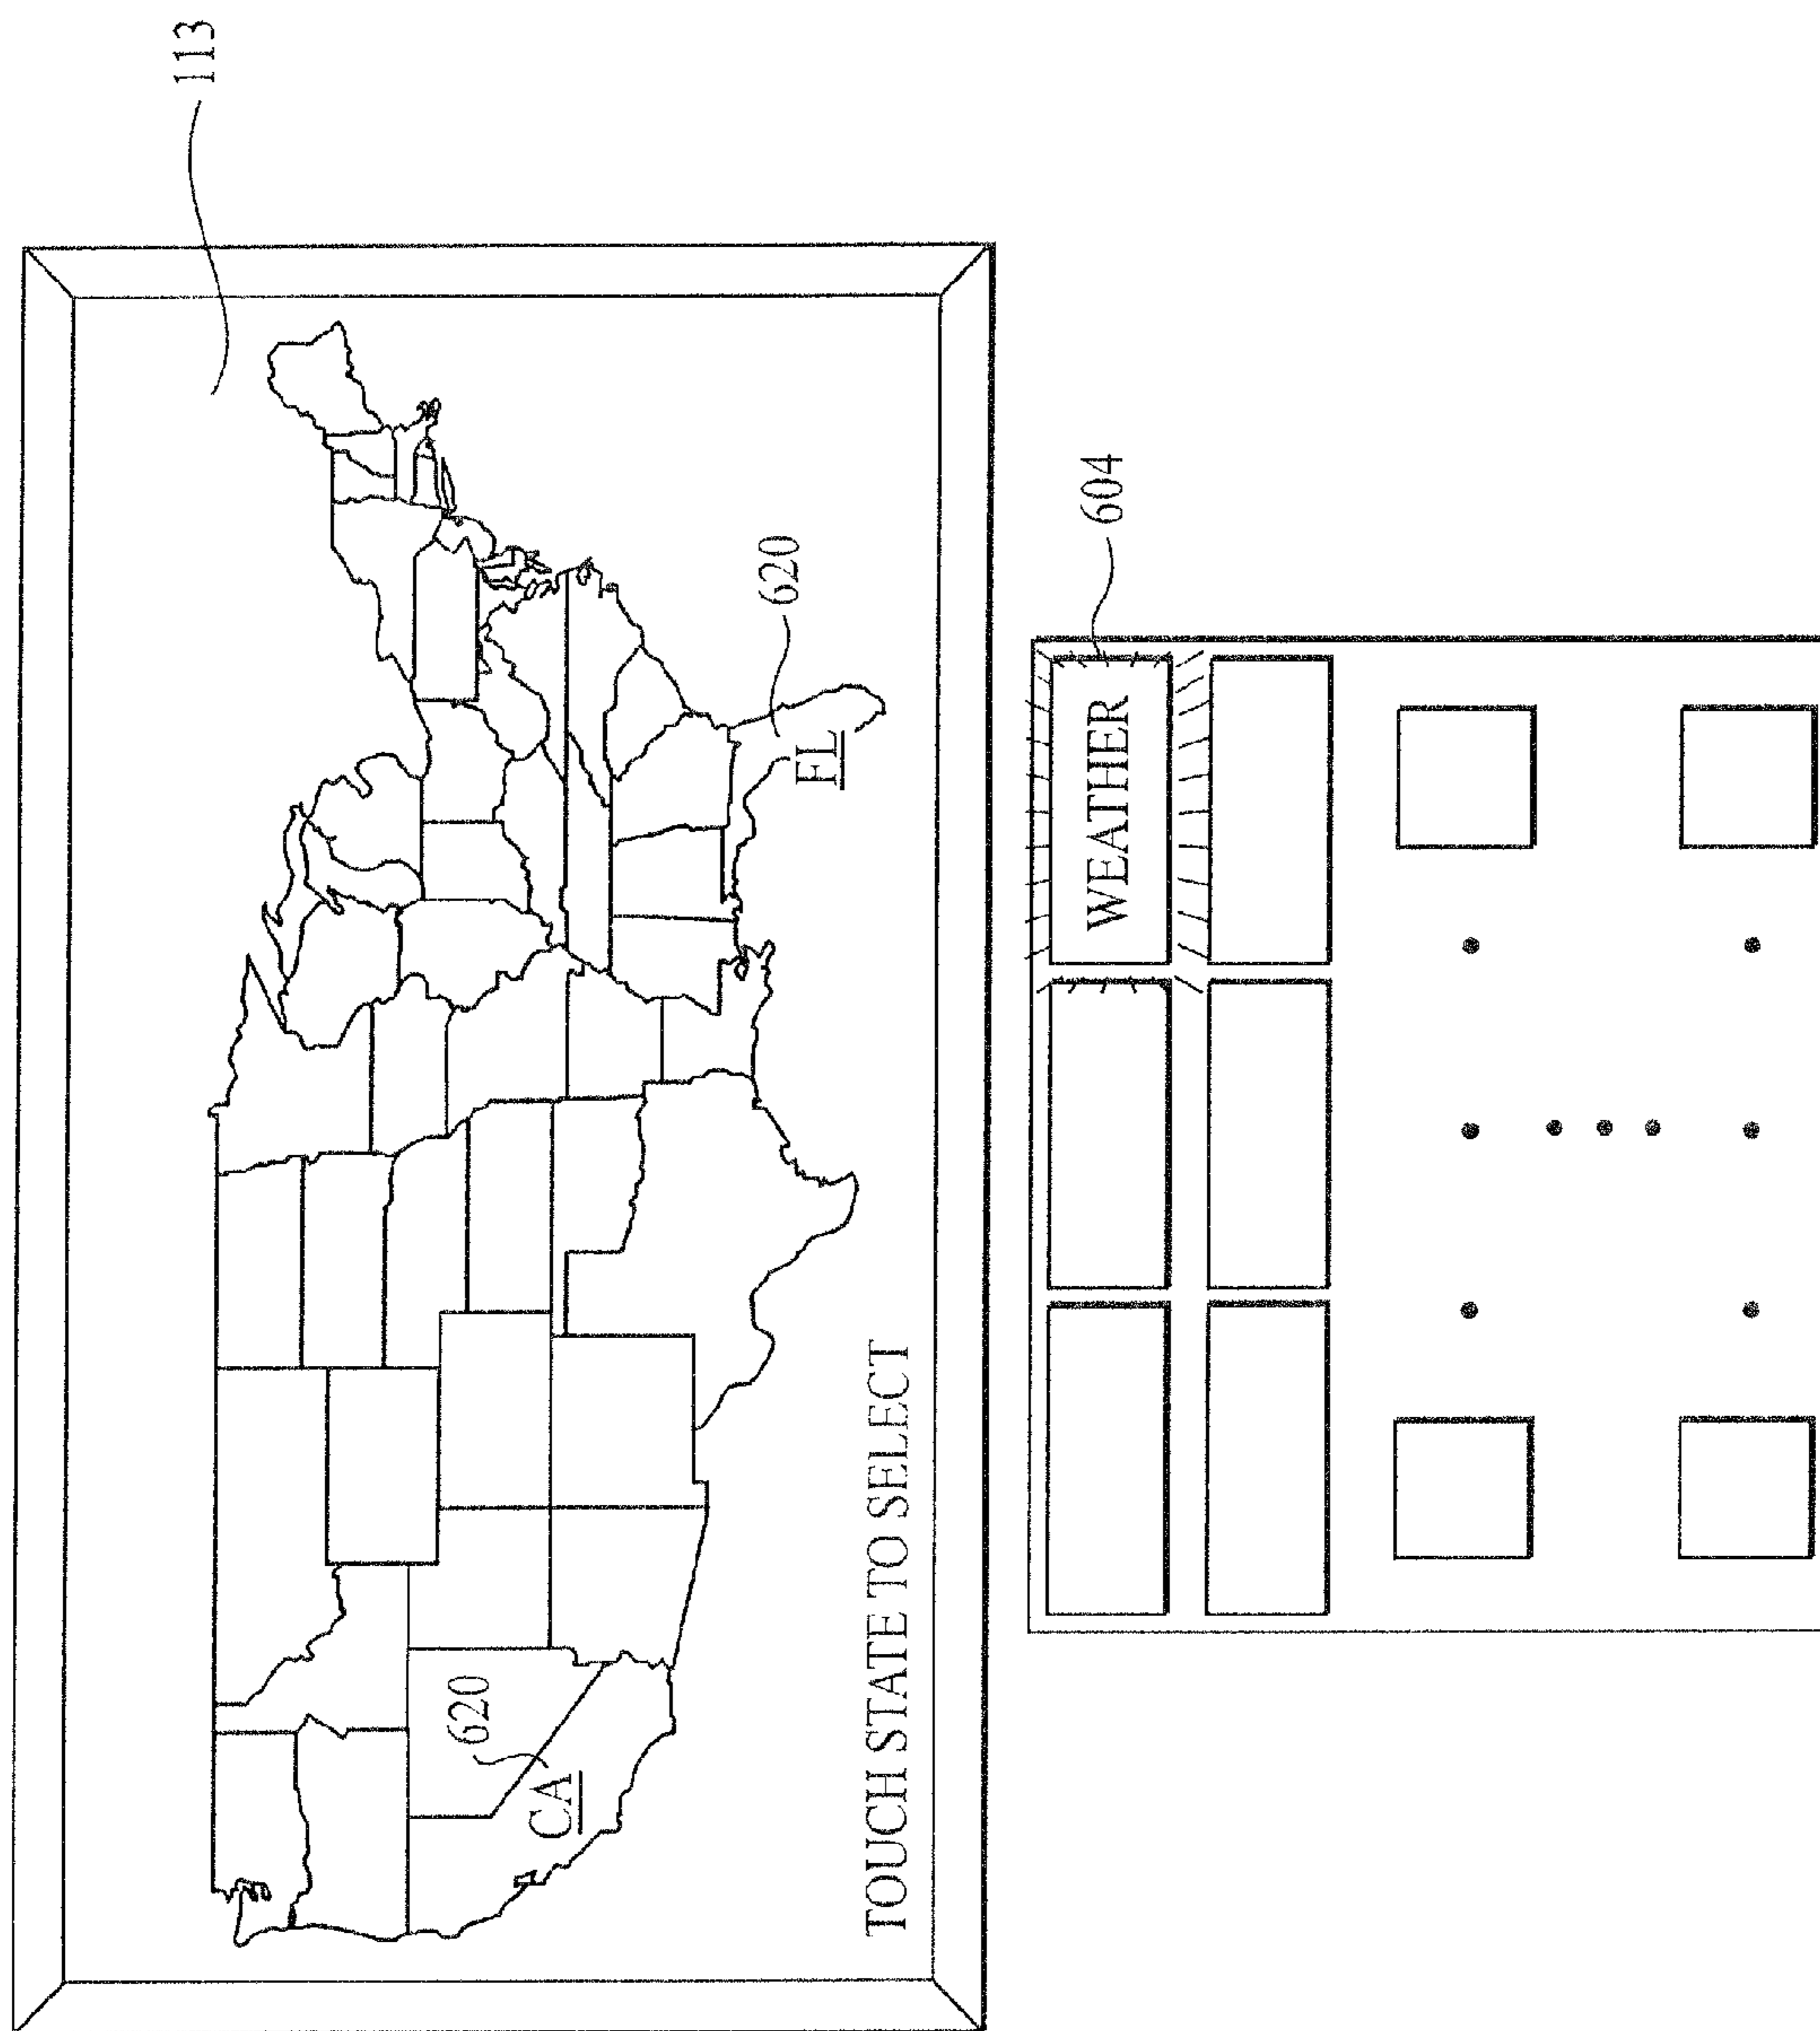 113
620
CA
620
FL
TOUCH STATE TO SELECT
WEATHER
604